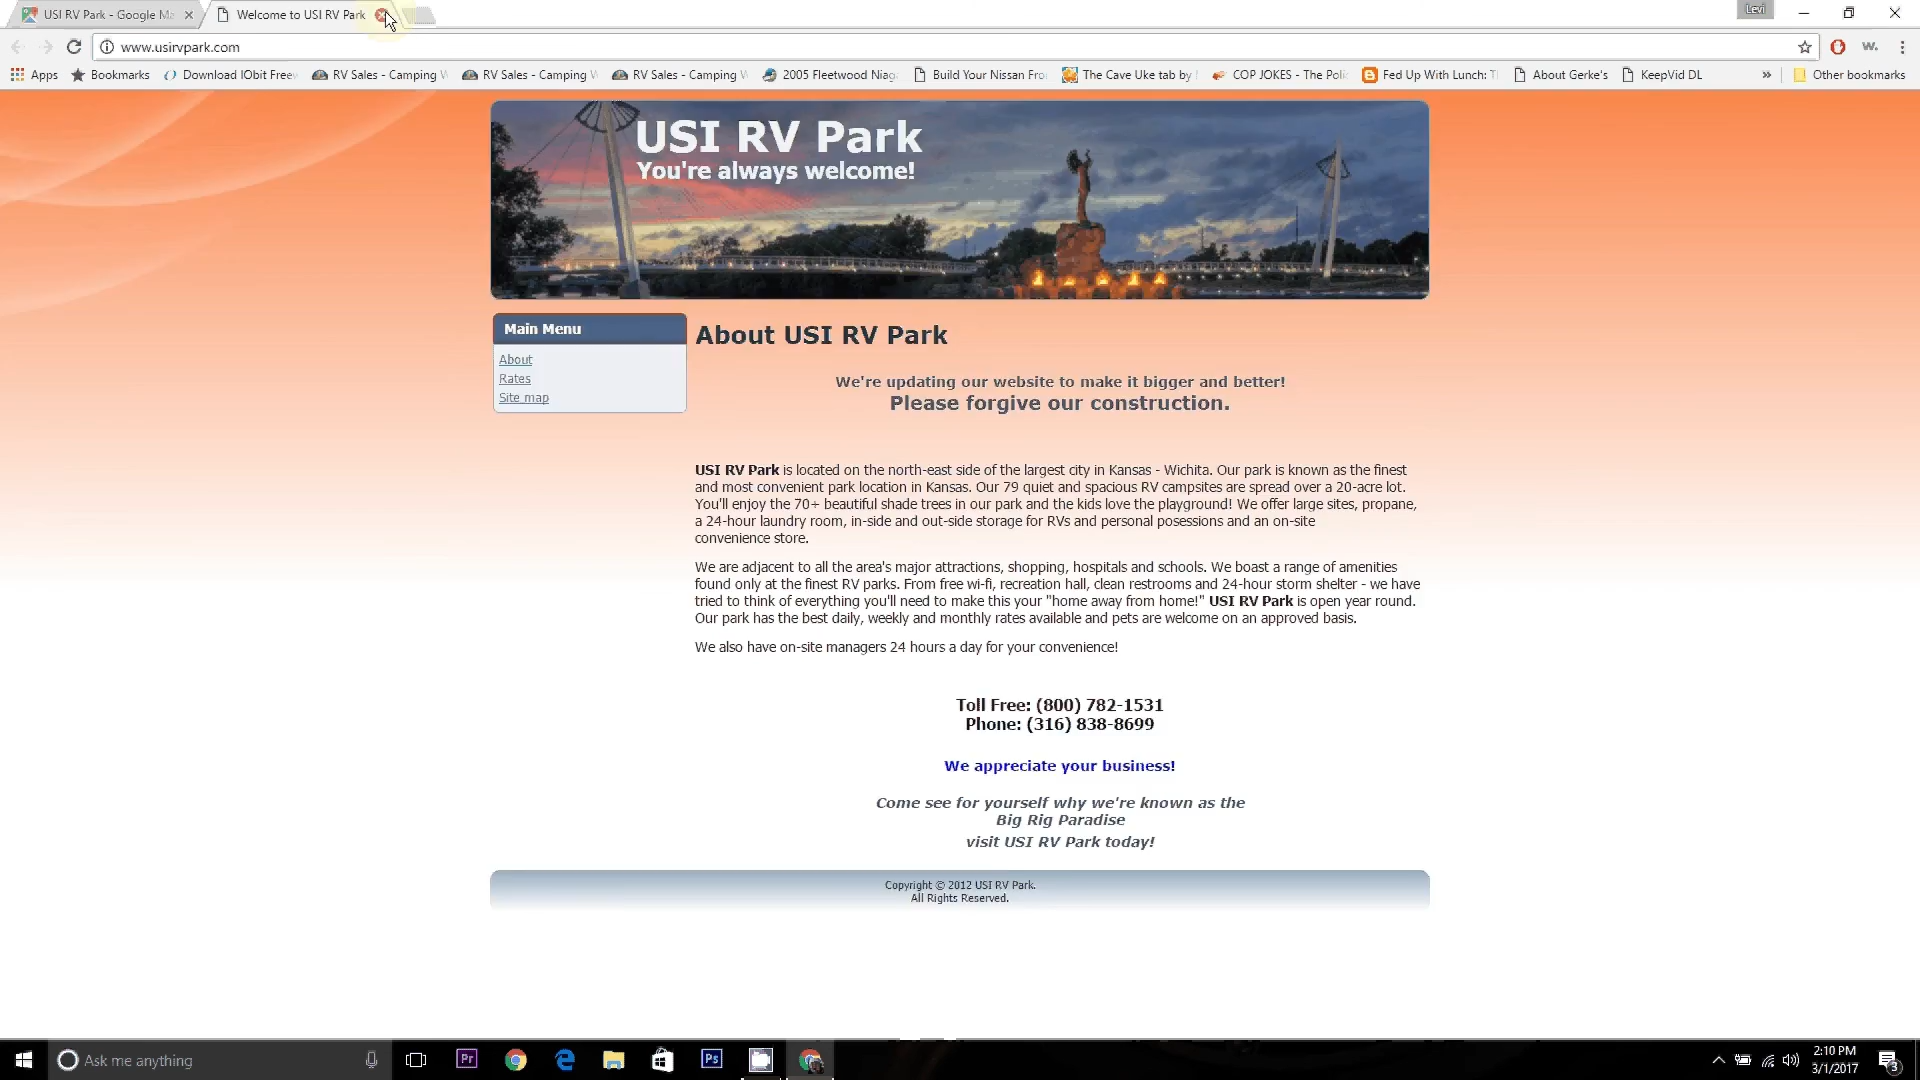 USI RV Park - Google Ma
Welcome to USI RV Park
Levi
www.usirvpark.com
w.
Apps
Bookmarks
Download IObit Freew
RV Sales - Camping W
RV Sales - Camping W
RV Sales - Camping W
2005 Fleetwood Niag
Build Your Nissan Fro
The Cave Uke tab by
COP JOKES - The Poli
Fed Up With Lunch: T
About Gerke's
KeepVid DL
»
Other bookmarks
USI RV Park
You're always welcome!
Main Menu
About
Rates
Site map
About USI RV Park
We're updating our website to make it bigger and better!
Please forgive our construction.
USI RV Park is located on the north-east side of the largest city in Kansas - Wichita. Our park is known as the finest
and most convenient park location in Kansas. Our 79 quiet and spacious RV campsites are spread over a 20-acre lot.
You'll enjoy the 70+ beautiful shade trees in our park and the kids love the playground! We offer large sites, propane,
a 24-hour laundry room, in-side and out-side storage for RVs and personal posessions and an on-site
convenience store.
We are adjacent to all the area's major attractions, shopping, hospitals and schools. We boast a range of amenities
found only at the finest RV parks. From free wi-fi, recreation hall, clean restrooms and 24-hour storm shelter - we have
tried to think of everything you'll need to make this your "home away from home!" USI RV Park is open year round.
Our park has the best daily, weekly and monthly rates available and pets are welcome on an approved basis.
We also have on-site managers 24 hours a day for your convenience!
Toll Free: (800) 782-1531
Phone: (316) 838-8699
We appreciate your business!
Come see for yourself why we're known as the
Big Rig Paradise
visit USI RV Park today!
Copyright © 2012 USI RV Park.
All Rights Reserved.
Ask me anything
Pr
Ps
2:10 PM
3/1/2017
3